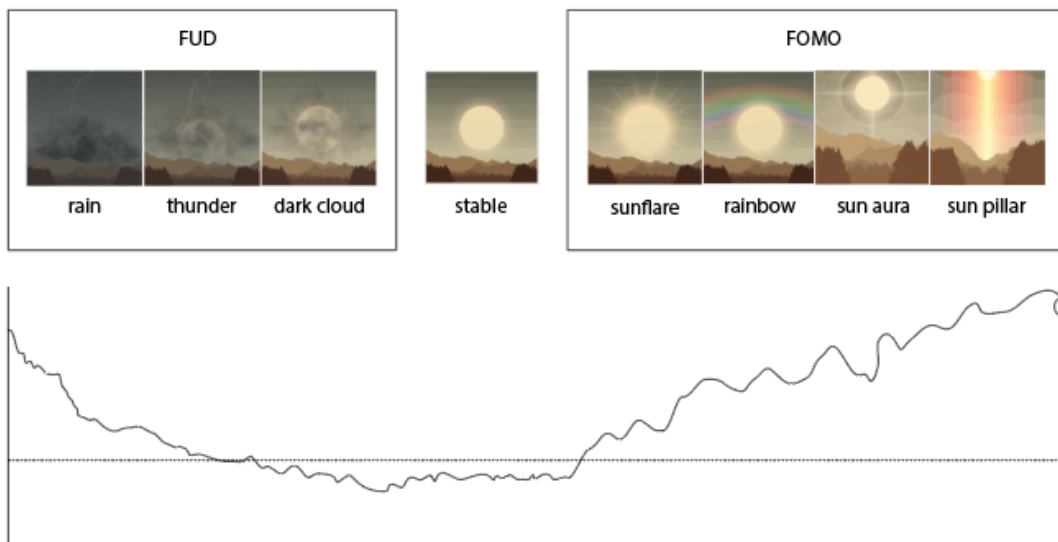 FUD
FOMO
rain
thunder
dark cloud
stable
sunflare
rainbow
sun aura
sun pillar